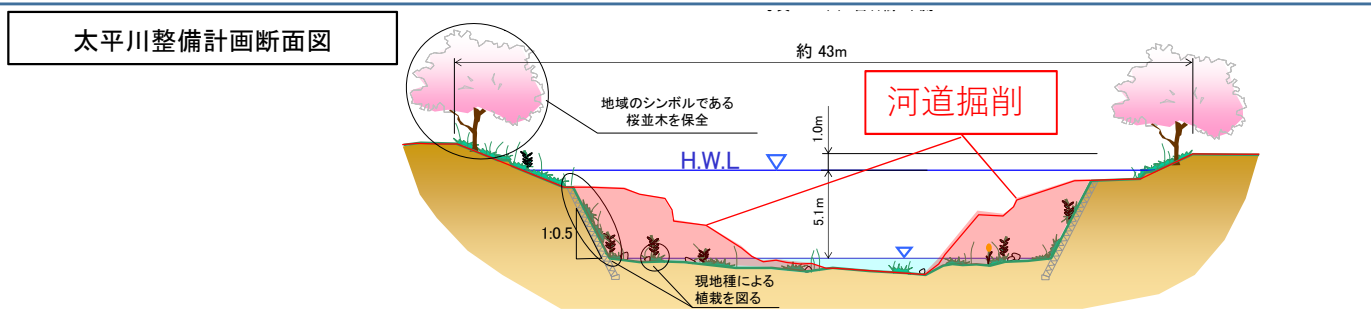 太平川整備計画断面図
約 43m
地域のシンボルである
桜並木を保全
河道掘削
1.0m
H.W.L
5.1m
1:0.5
現地種による
植栽を図る